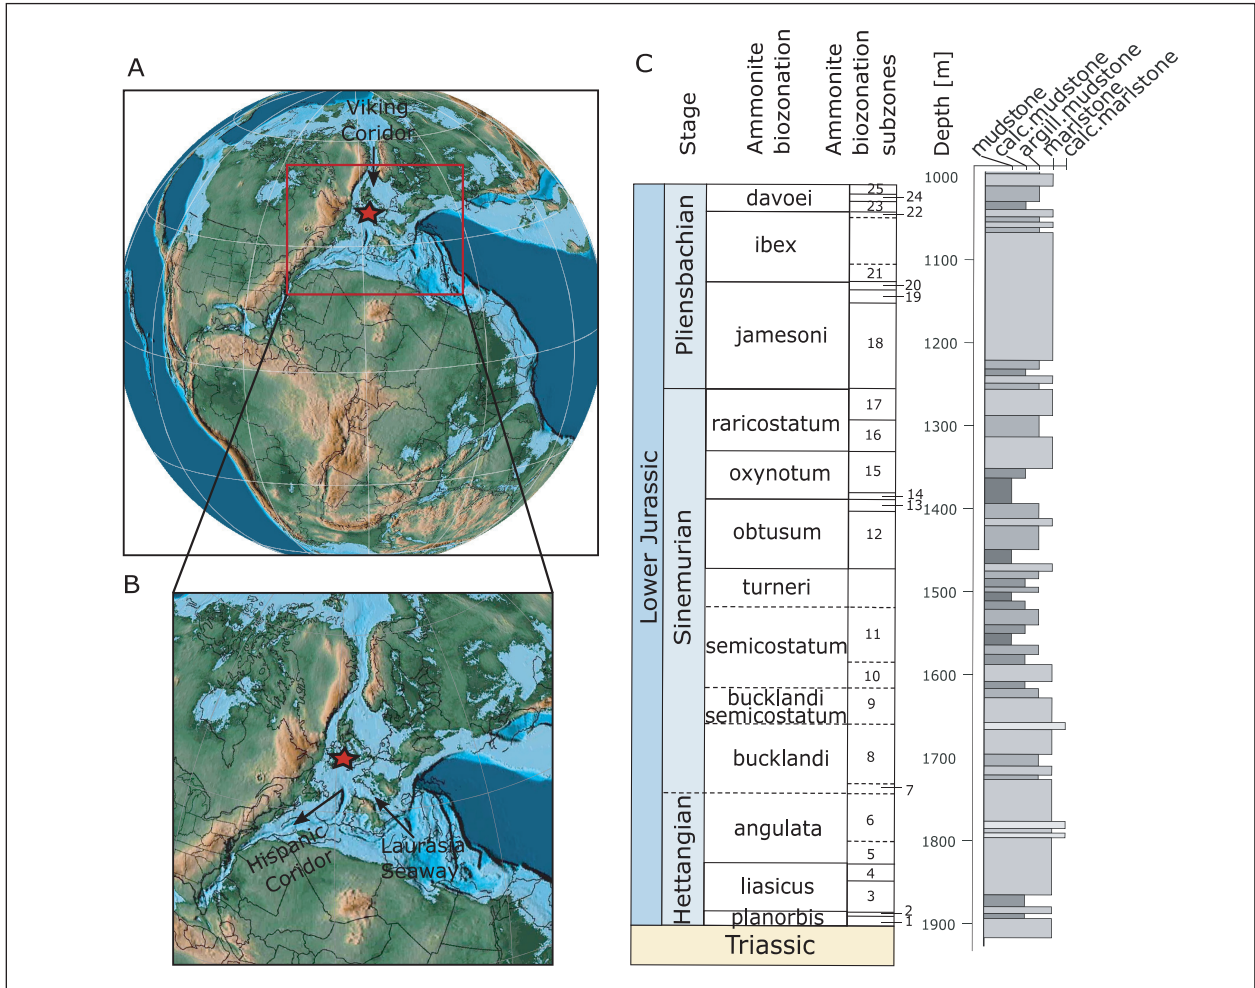 A
Viking
Coridor
B
Hispanic
Coridor
Laurasia
Seaway
C
Stage
Ammonite
biozonation
Ammonite
biozonation
subzones
Depth [m]
mudstone
calc.mudstone
argill.mudstone
marlstone
calc.marlstone
Lower Jurassic
Pliensbachian
Sinemurian
Hettangian
davoei
ibex
jamesoni
raricostatum
oxynotum
obtusum
turneri
semicostatum
bucklandi
semicostatum
bucklandi
angulata
liasicus
planorbis
Triassic
25
24
23
22
21
20
19
18
17
16
15
14
13
12
11
10
9
8
7
6
5
4
3
2
1
1000
1100
1200
1300
1400
1500
1600
1700
1800
1900